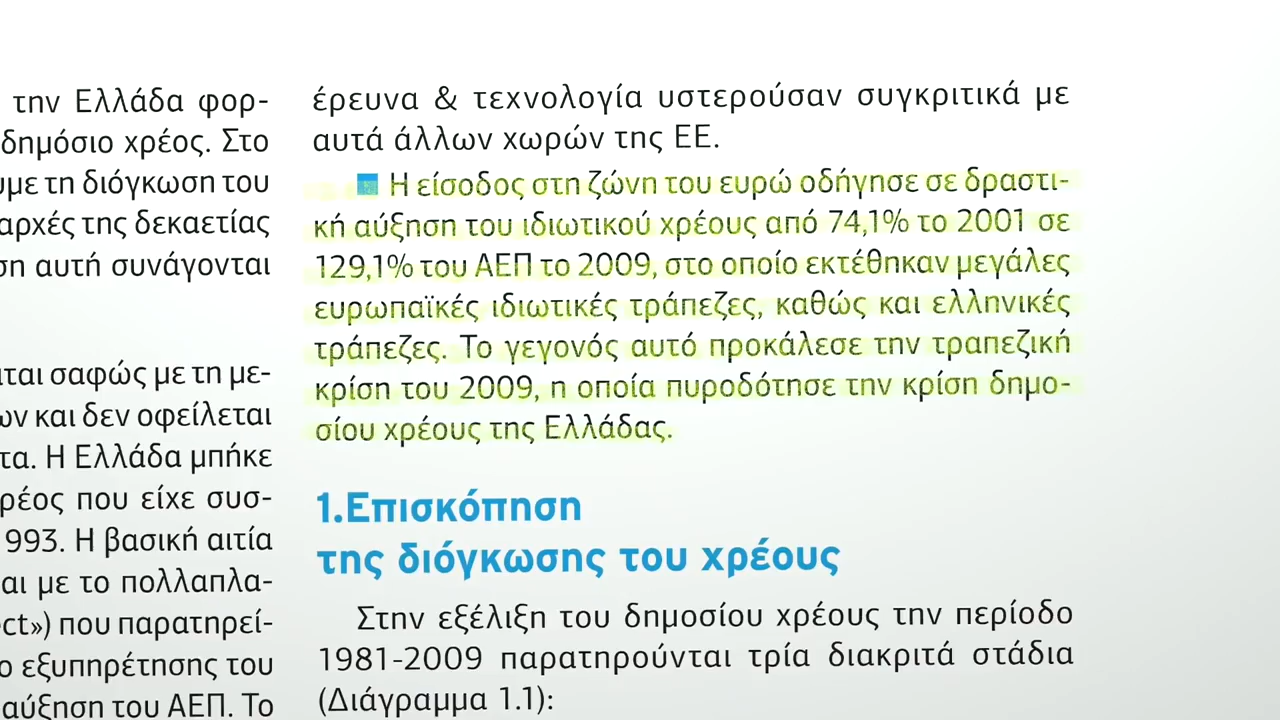 την Ελλάδα φορ-
δημόσιο χρέος. Στο
με τη διόγκωση του
αρχές της δεκαετίας
ση αυτή συνάγονται
ται σαφώς με τη με-
ων και δεν οφείλεται
τα. Η Ελλάδα μπήκε
ρέος που είχε συσ-
993. Η βασική αιτία
αι με το πολλαπλα-
ect») που παρατηρεί-
ο εξυπηρέτησης του
αύξηση του ΑΕΠ. Το
έρευνα & τεχνολογία υστερούσαν συγκριτικά με
αυτά άλλων χωρών της ΕΕ.
Η είσοδος στη ζώνη του ευρώ οδήγησε σε δραστι-
κή αύξηση του ιδιωτικού χρέους από 74,1% το 2001 σε
129,1% του ΑΕΠ το 2009, στο οποίο εκτέθηκαν μεγάλες
ευρωπαϊκές ιδιωτικές τράπεζες, καθώς και ελληνικές
τράπεζες. Το γεγονός αυτό προκάλεσε την τραπεζική
κρίση του 2009, η οποία πυροδότησε την κρίση δημο-
σίου χρέους της Ελλάδας.
1.Επισκόπηση
της διόγκωσης του χρέους
Στην εξέλιξη του δημοσίου χρέους την περίοδο
1981-2009 παρατηρούνται τρία διακριτά στάδια
(Διάγραμμα 1.1):